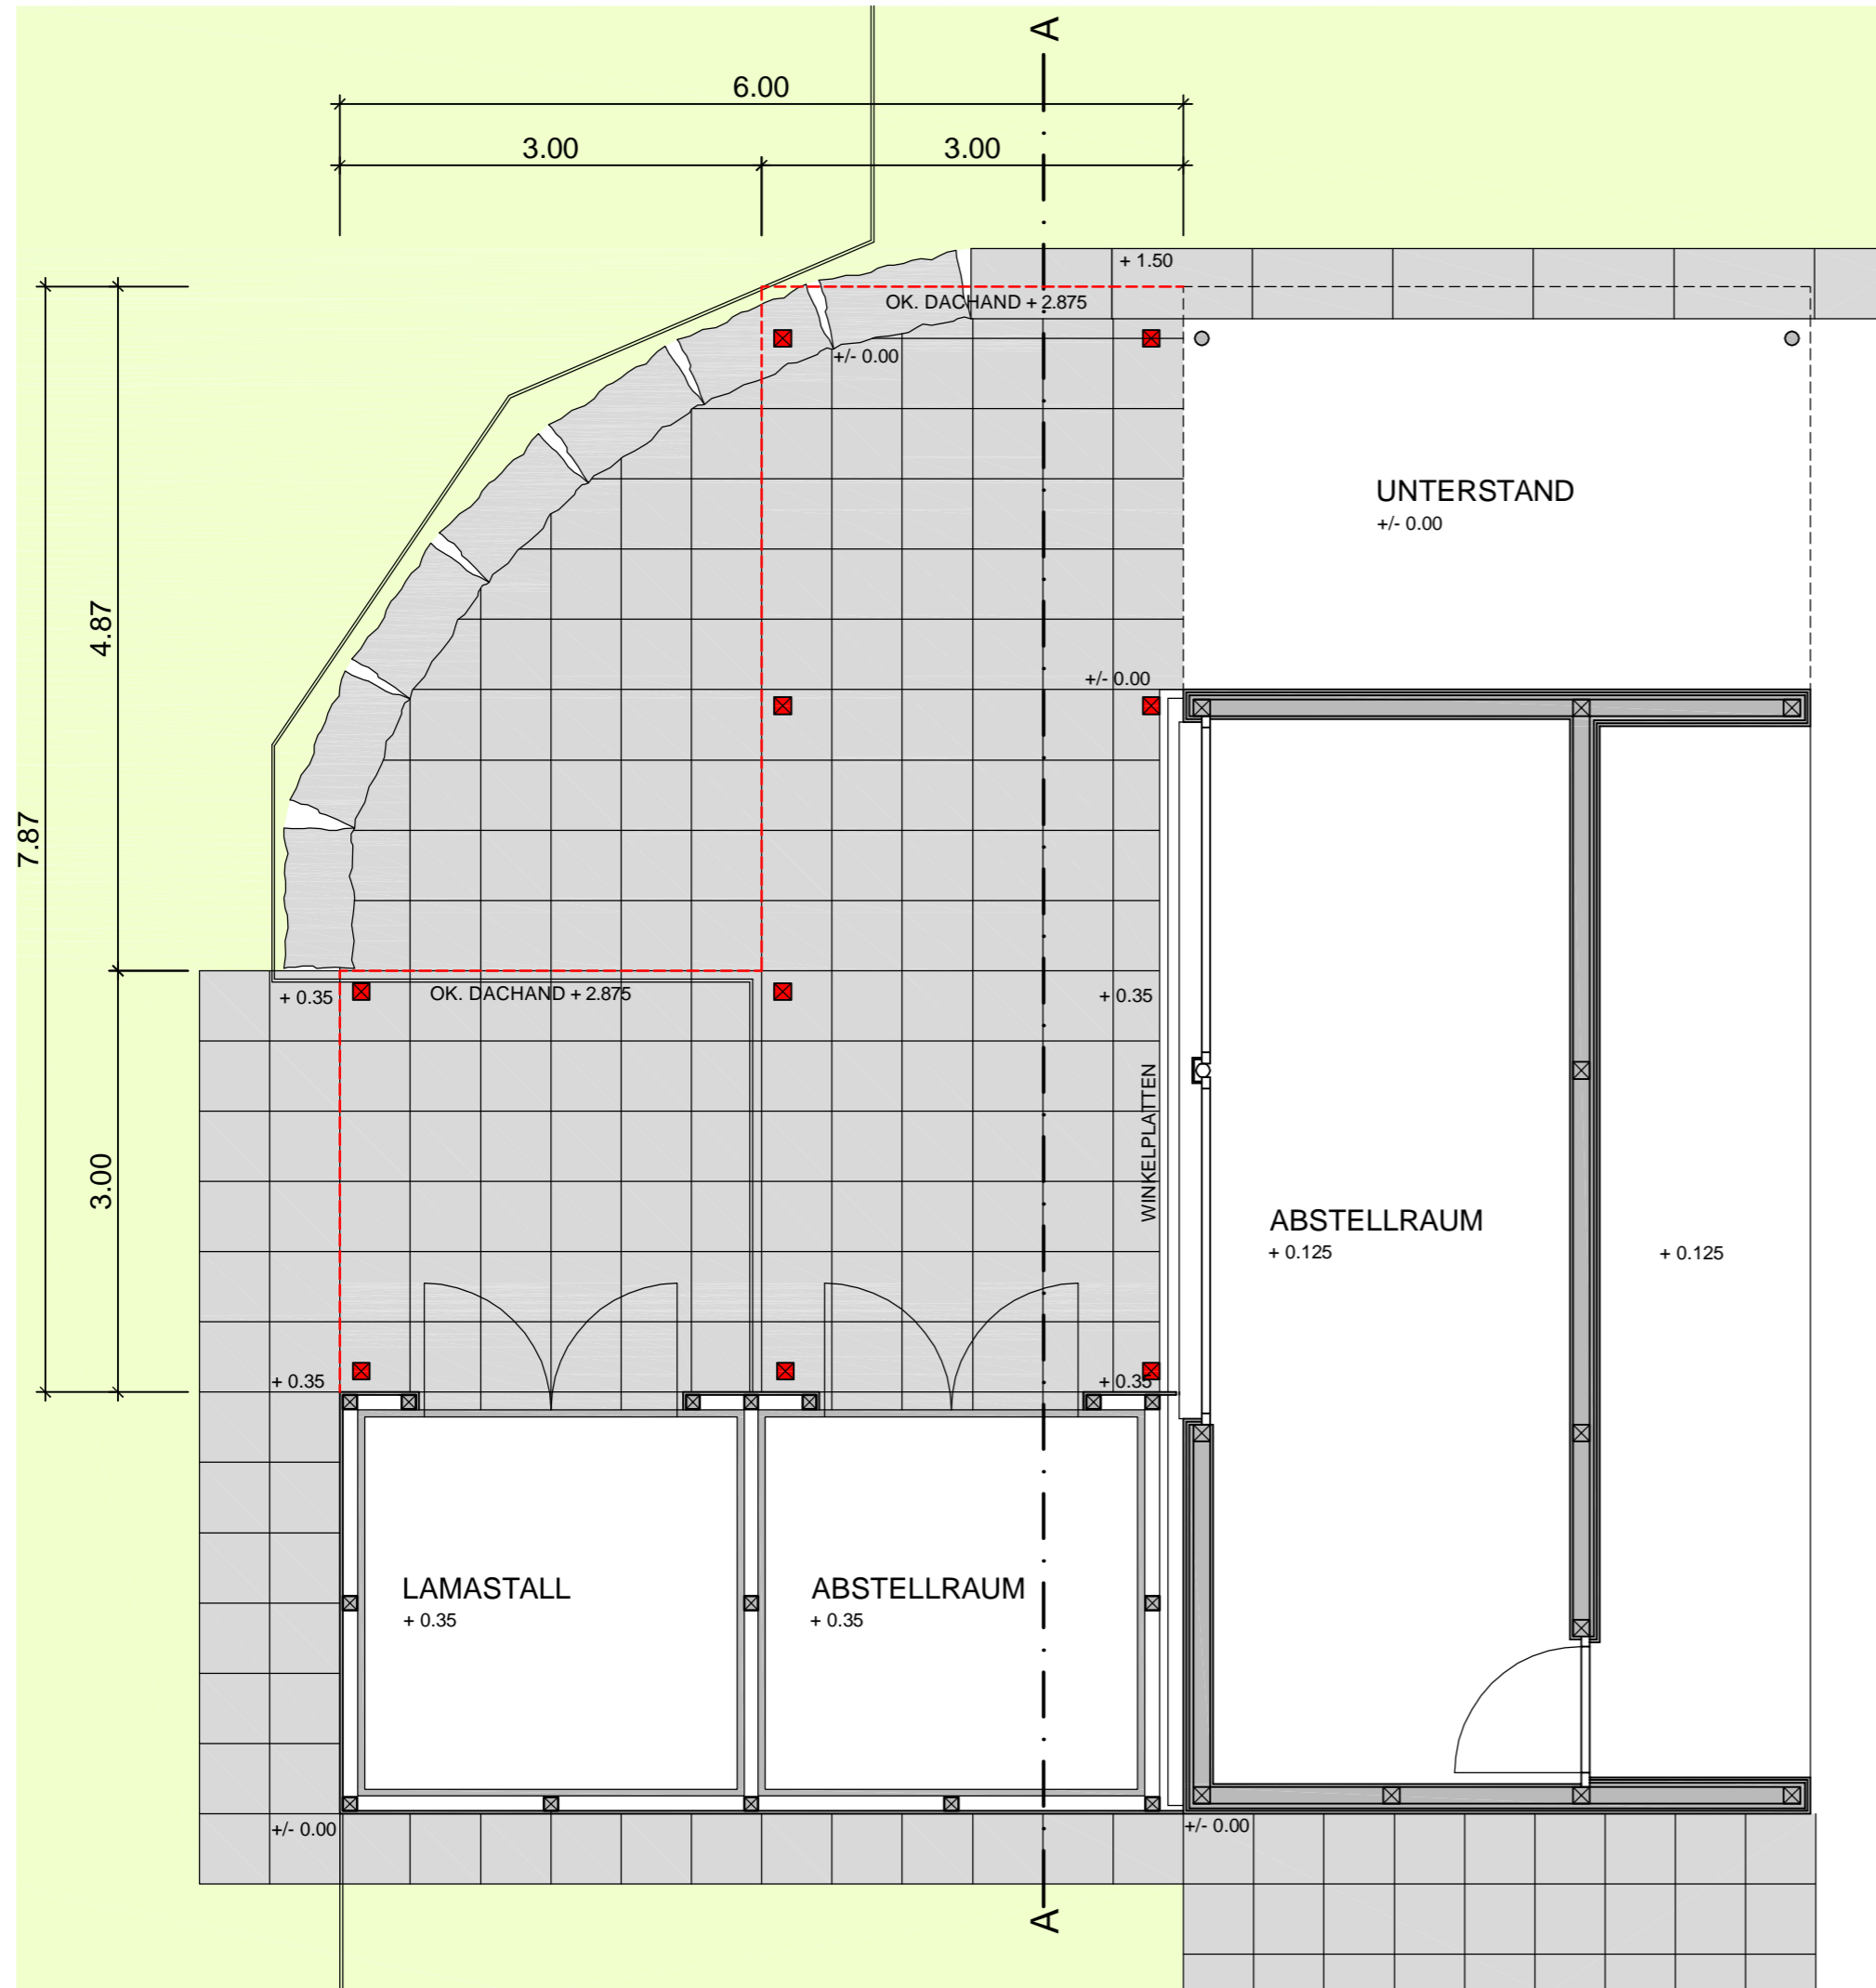 A
6.00
3.00
3.00
+ 1.50
OK. DACHAND + 2.875
+/- 0.00
UNTERSTAND
+/- 0.00
4.87
+/- 0.00
7.87
+ 0.35
OK. DACHAND + 2.875
+ 0.35
WINKELPLATTEN
3.00
ABSTELLRAUM
+ 0.125
+ 0.125
+ 0.35
+ 0.35
LAMASTALL
+ 0.35
ABSTELLRAUM
+ 0.35
+/- 0.00
+/- 0.00
A